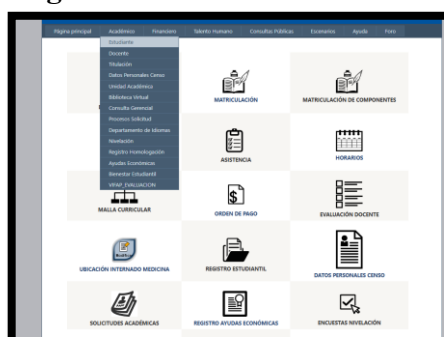 Página principal Académico Financiero Talento Humano Consultas Públicas Escenarios Ayuda Foro
Estudiante
Docente
Titulación
Datos Personales Censo
Unidad Académica
Biblioteca Virtual
Consulta Gerencial
Procesos Solicitud
Departamento de Idiomas
Nivelación
Registro Homologación
Ayudas Económicas
Bienestar Estudiantil
MATRICULACIÓN
MATRICULACIÓN DE COMPONENTES
ASISTENCIA
HORARIOS
MALLA CURRICULAR
ORDEN DE PAGO
EVALUACIÓN DOCENTE
UBICACIÓN INTERNADO MEDICINA
REGISTRO ESTUDIANTIL
DATOS PERSONALES CENSO
SOLICITUDES ACADÉMICAS
REGISTRO AYUDAS ECONÓMICAS
ENCUESTAS NIVELACIÓN